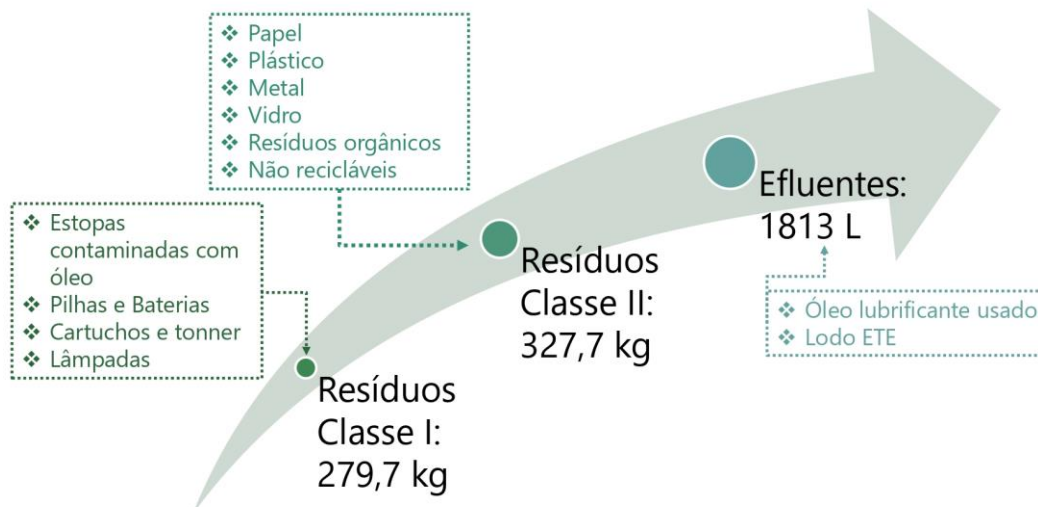 ❖ Papel
❖ Plástico
❖ Metal
❖ Vidro
❖ Resíduos orgânicos
❖ Não recicláveis
❖ Estopas
contaminadas com
óleo
❖ Pilhas e Baterias
❖ Cartuchos e tonner
❖ Lâmpadas
Resíduos
Classe I:
279,7 kg
Resíduos
Classe II:
327,7 kg
Efluentes:
1813 L
❖ Óleo lubrificante usado
❖ Lodo ETE